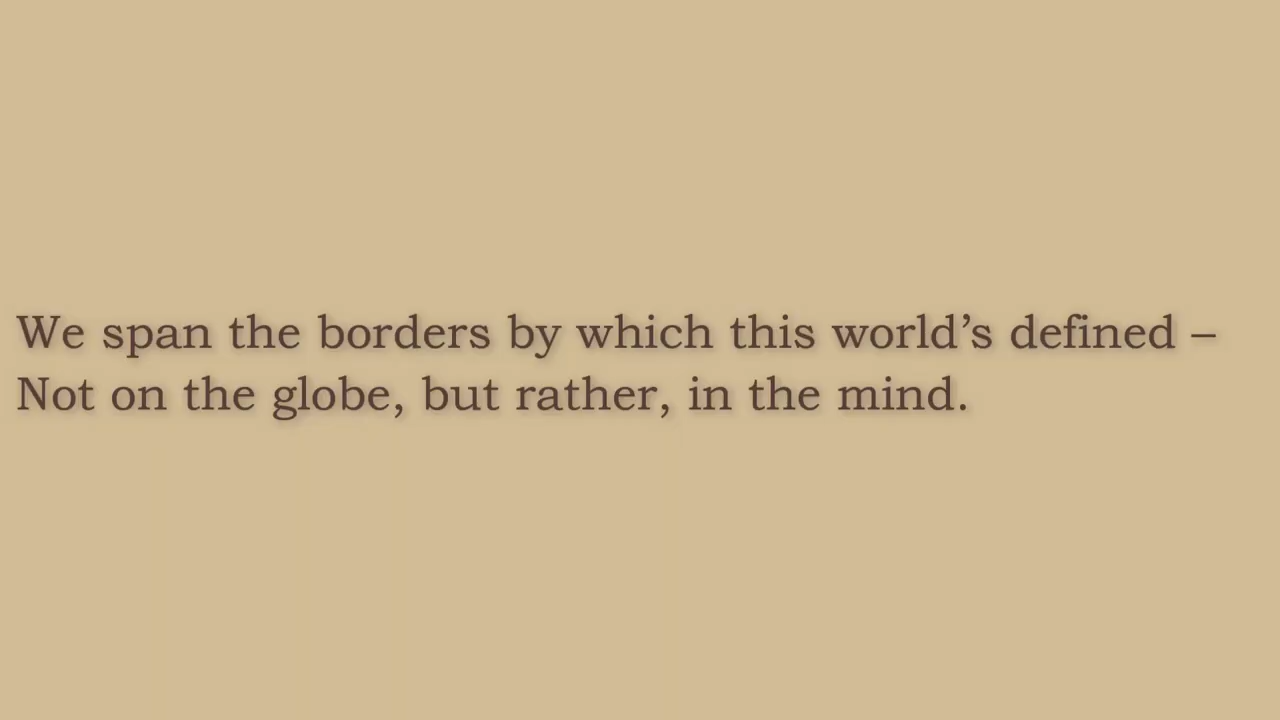 We span the borders by which this world’s defined –
Not on the globe, but rather, in the mind.